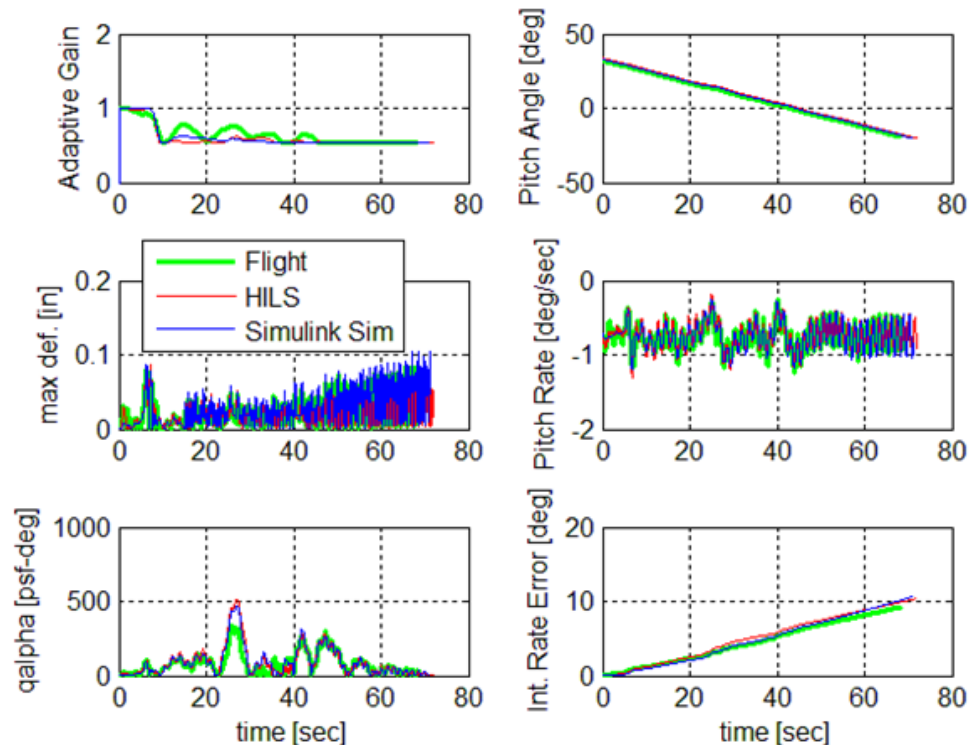 Adaptive Gain
2
1
0
0 20 40 60 80
Pitch Angle [deg]
50
0
-50
0 20 40 60 80
max def. [in]
0.2
0.1
0
0 20 40 60 80
Flight
HILS
Simulink Sim
Pitch Rate [deg/sec]
0
-1
-2
0 20 40 60 80
qalpha [psf-deg]
1000
500
0
0 20 40 60 80
time [sec]
Int. Rate Error [deg]
20
10
0
0 20 40 60 80
time [sec]